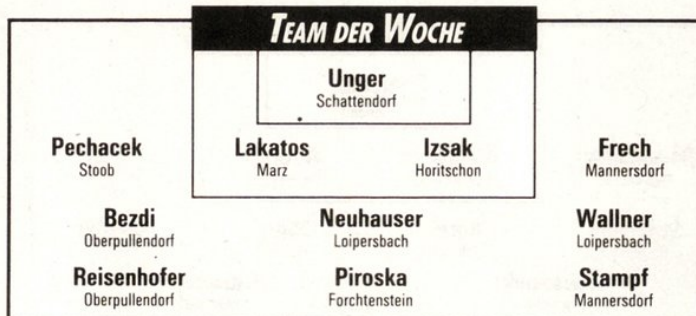 TEAM DER WOCHE
Unger
Schattendorf
Pechacek Lakatos Izsak Frech
Stoob Marz Horitschon Mannersdorf
Bezdi Neuhauser Wallner
Oberpullendorf Loipersbach Loipersbach
Reisenhofer Piroska Stampf
Oberpullendorf Forchtenstein Mannersdorf